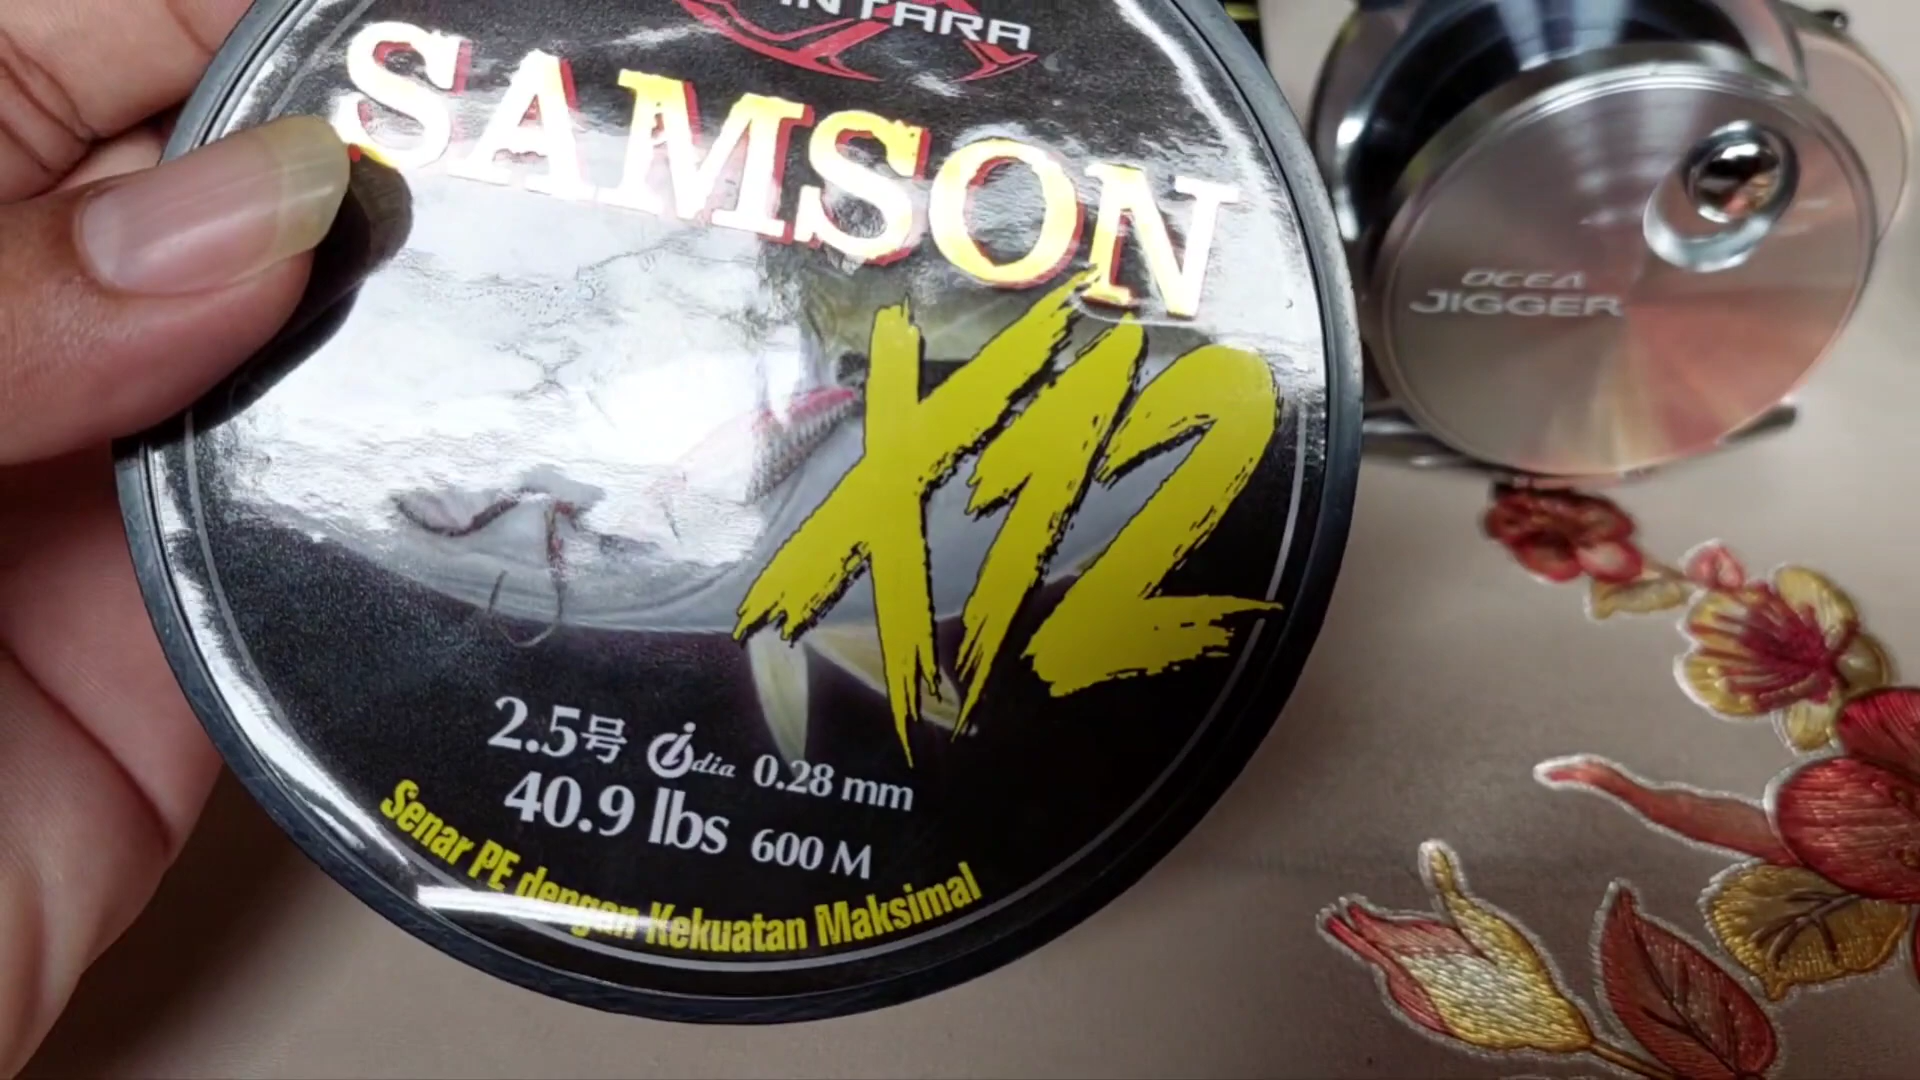 SAMSON
X12
2.5号 dia 0.28 mm
40.9 lbs 600 M
Senar PE dengan Kekuatan Maksimal
OCEA
JIGGER